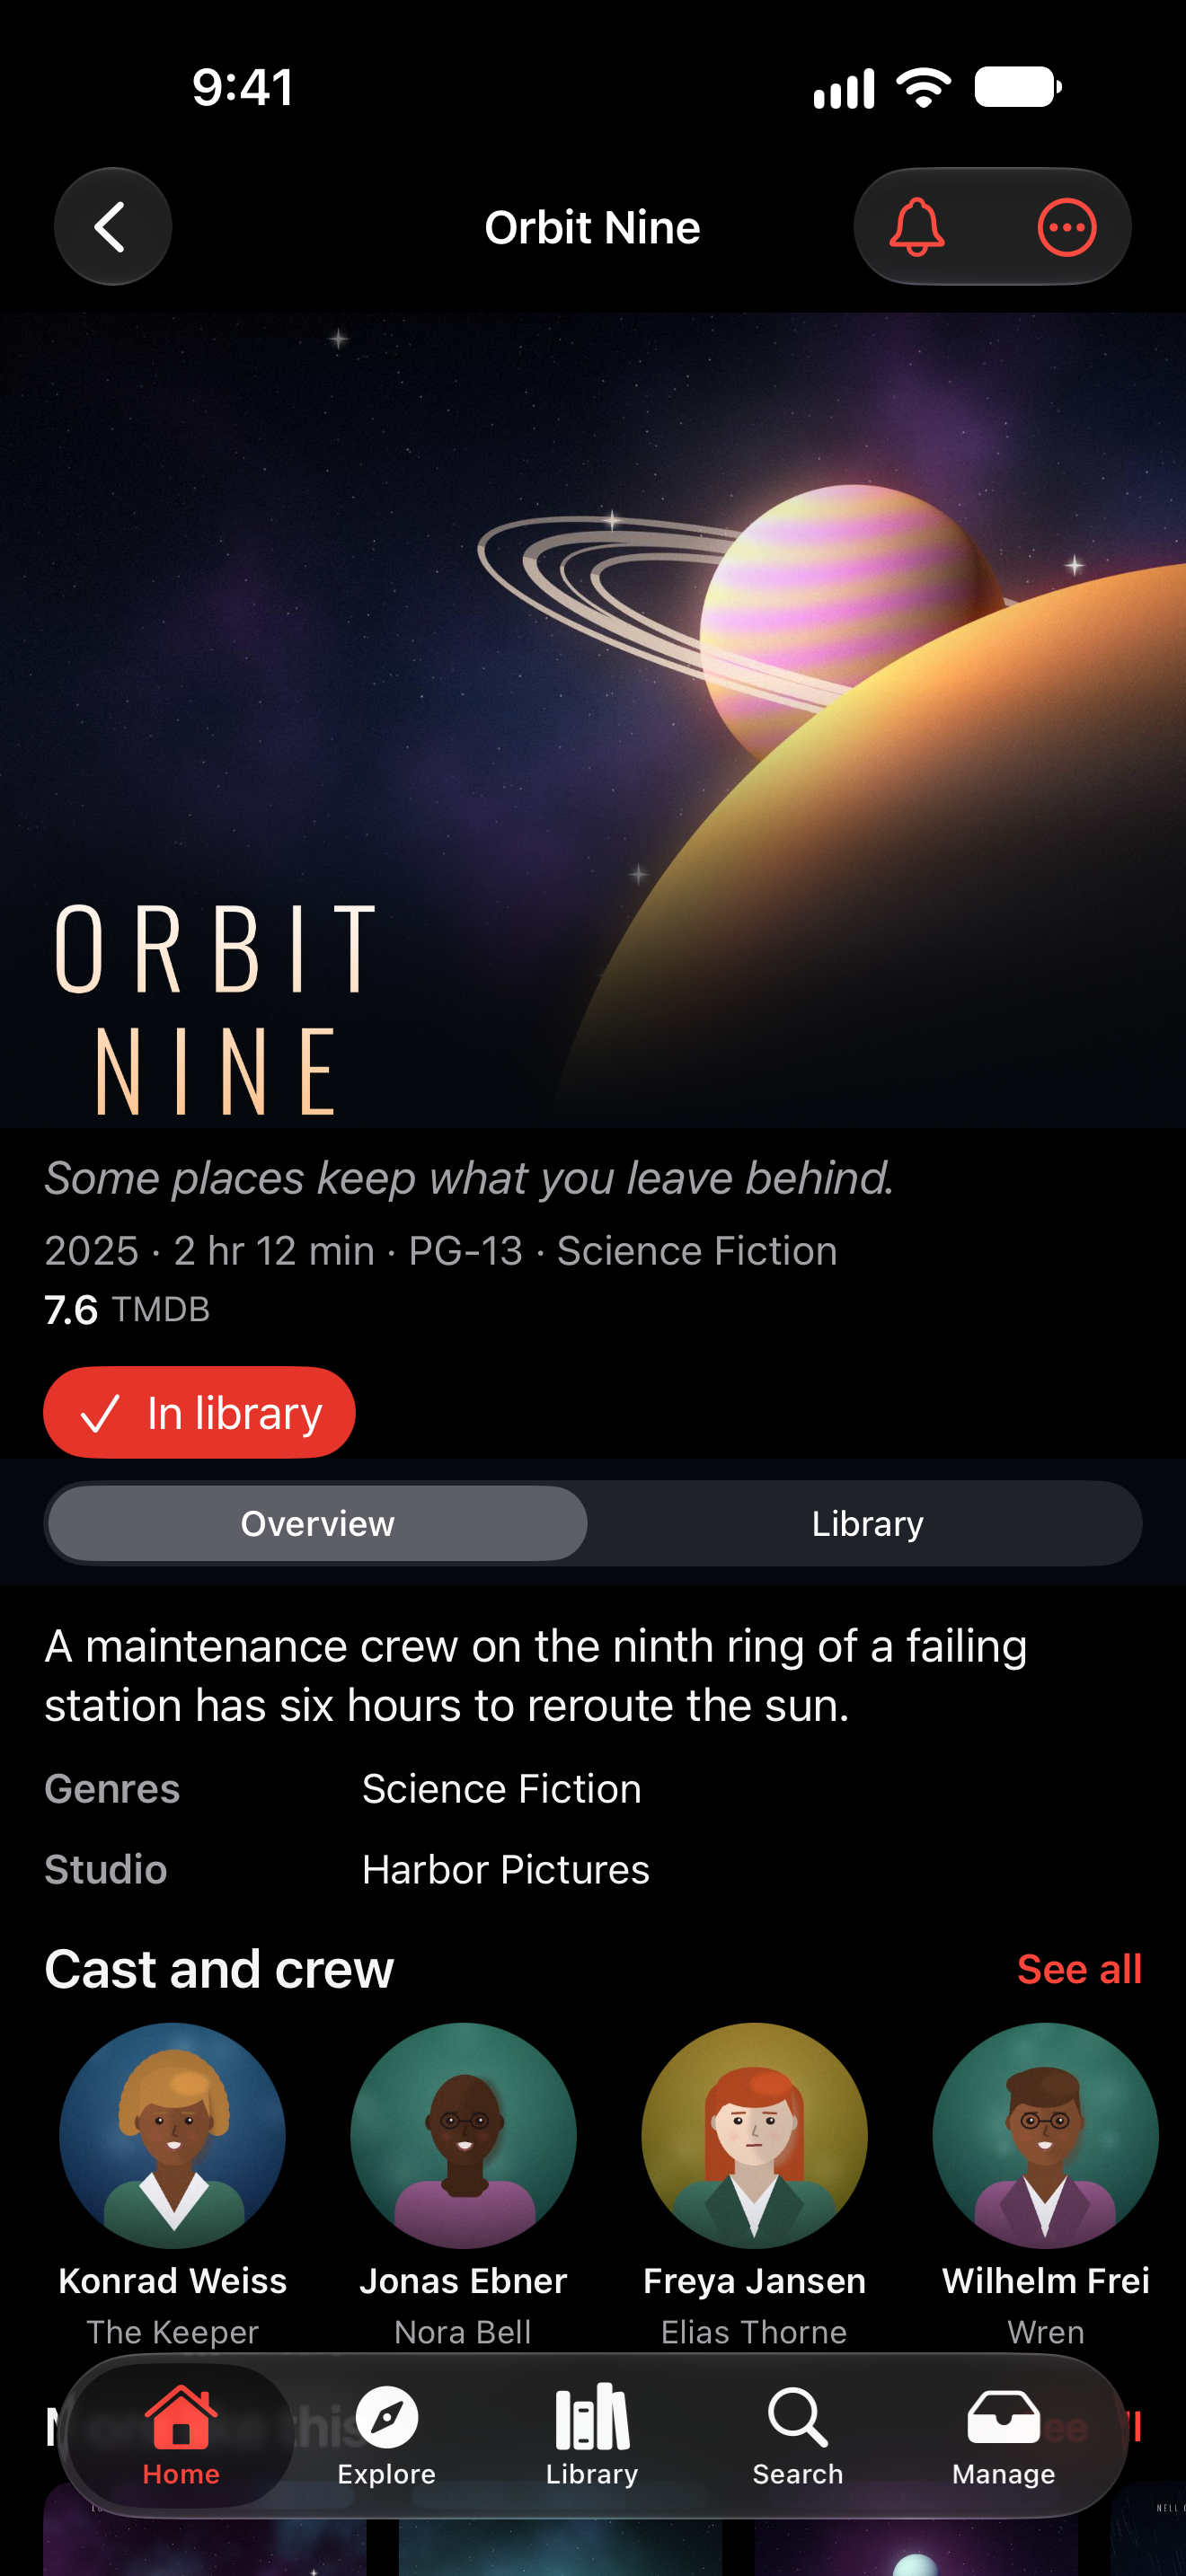 9:41
Orbit Nine
ORBIT
NINE
Some places keep what you leave behind.
2025 · 2 hr 12 min · PG-13 · Science Fiction
7.6 TMDB
In library
Overview Library
A maintenance crew on the ninth ring of a failing
station has six hours to reroute the sun.
Genres Science Fiction
Studio Harbor Pictures
Cast and crew See all
Konrad Weiss Jonas Ebner Freya Jansen Wilhelm Frei
The Keeper Nora Bell Elias Thorne Wren
Home Explore Library Search Manage